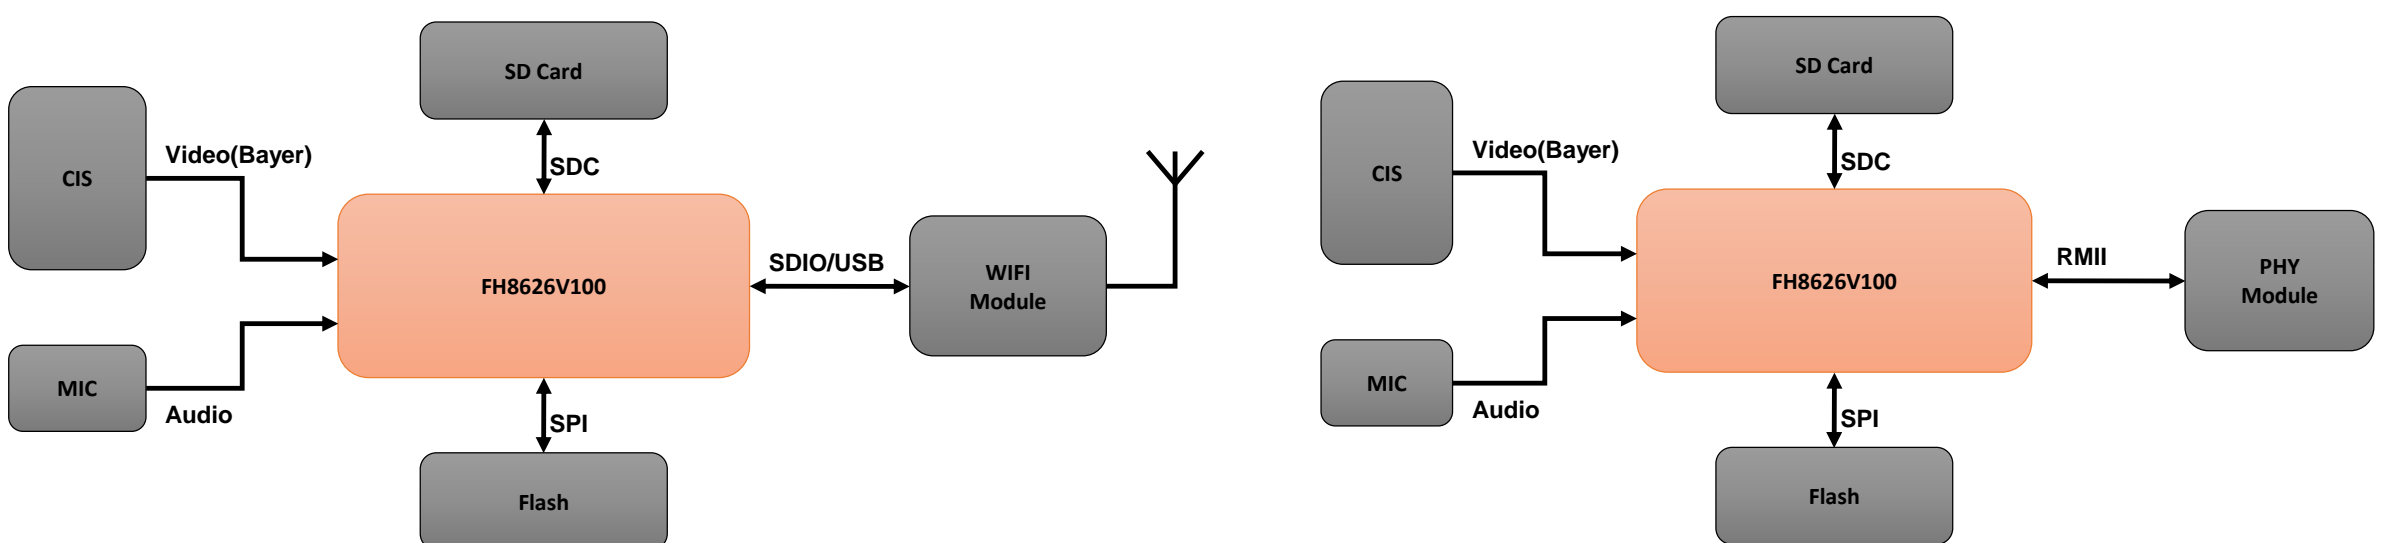 SD Card
CIS
Video(Bayer)
SDC
FH8626V100
SDIO/USB
WIFI
Module
MIC
Audio
SPI
Flash
SD Card
CIS
Video(Bayer)
SDC
FH8626V100
RMII
PHY
Module
MIC
Audio
SPI
Flash